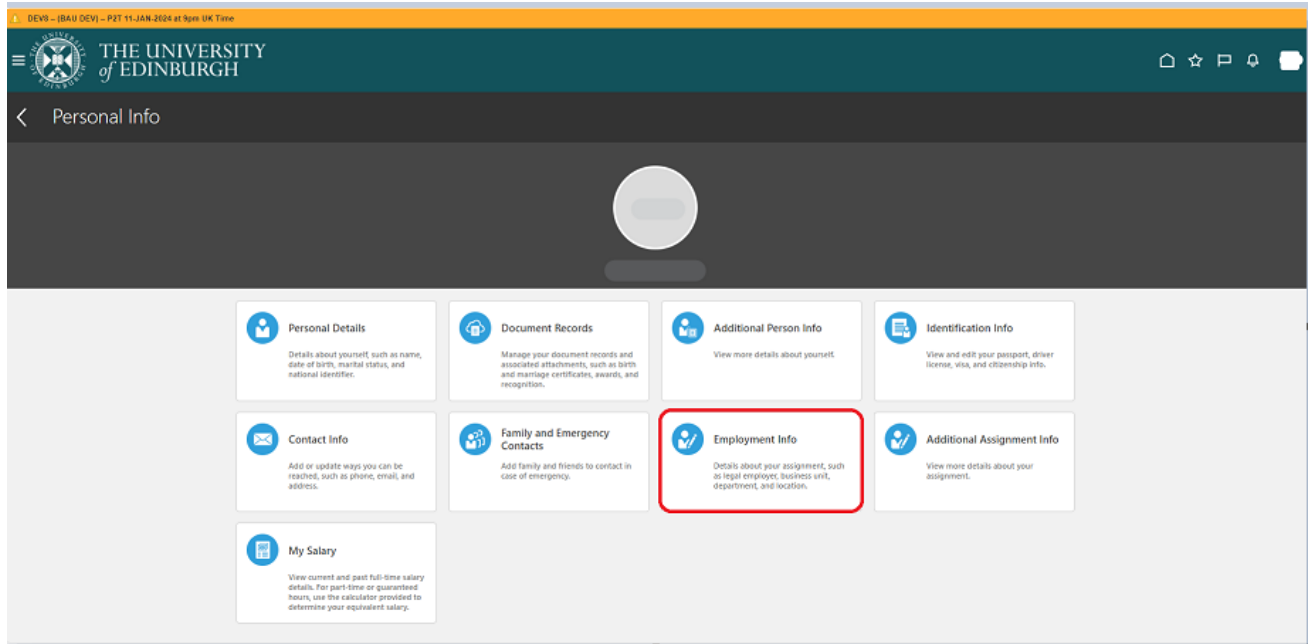 DEV8 – (BAU DEV) – P2T 11-JAN-2024 at 9pm UK Time
THE UNIVERSITY
of EDINBURGH
Personal Info
Personal Details
Details about yourself, such as name,
date of birth, marital status, and
national identifier.
Document Records
Manage your document records and
associated attachments, such as birth
and marriage certificates, awards, and
recognition.
Additional Person Info
View more details about yourself.
Identification Info
View and edit your passport, driver
license, visa, and citizenship info.
Contact Info
Add or update ways you can be
reached, such as phone, email, and
address.
Family and Emergency
Contacts
Add family and friends to contact in
case of emergency.
Employment Info
Details about your assignment, such
as legal employer, business unit,
department, and location.
Additional Assignment Info
View more details about your
assignment.
My Salary
View current and past full-time salary
details. For part-time or guaranteed
hours, use the calculator provided to
determine your equivalent salary.